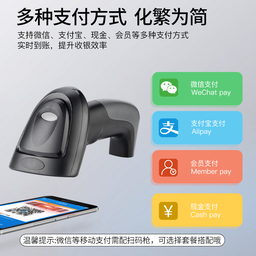 多种支付方式 化繁为简
支持微信、支付宝、现金、会员等多种支付方式
实时到账，提升收银效率
微信支付
WeChat pay
支付宝支付
Alipay
会员支付
Member pay
现金支付
Cash pay
温馨提示:微信等移动支付需配扫码枪，可选择套餐搭配哦